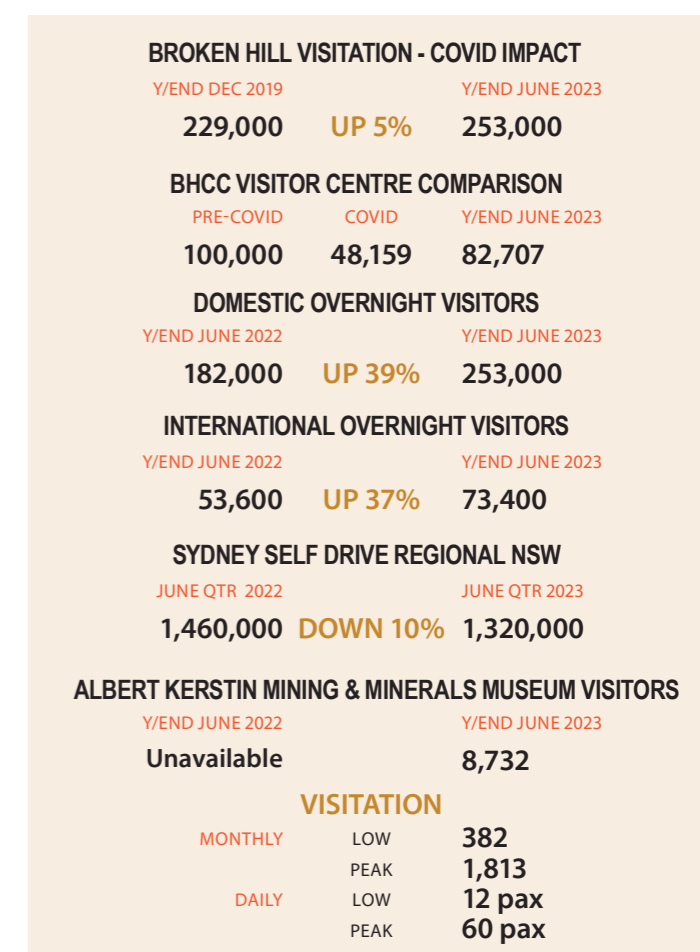 BROKEN HILL VISITATION - COVID IMPACT
Y/END DEC 2019 Y/END JUNE 2023
229,000 UP 5% 253,000
BHCC VISITOR CENTRE COMPARISON
PRE-COVID COVID Y/END JUNE 2023
100,000 48,159 82,707
DOMESTIC OVERNIGHT VISITORS
Y/END JUNE 2022 Y/END JUNE 2023
182,000 UP 39% 253,000
INTERNATIONAL OVERNIGHT VISITORS
Y/END JUNE 2022 Y/END JUNE 2023
53,600 UP 37% 73,400
SYDNEY SELF DRIVE REGIONAL NSW
JUNE QTR 2022 JUNE QTR 2023
1,460,000 DOWN 10% 1,320,000
ALBERT KERSTIN MINING & MINERALS MUSEUM VISITORS
Y/END JUNE 2022 Y/END JUNE 2023
Unavailable 8,732
VISITATION
MONTHLY LOW 382
PEAK 1,813
DAILY LOW 12 pax
PEAK 60 pax